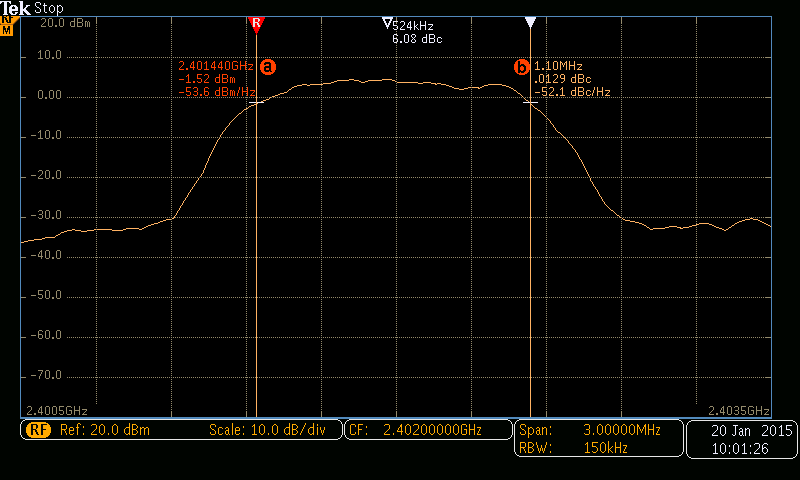 Tek Stop
RF
M
20.0 dBm
10.0
0.00
-10.0
-20.0
-30.0
-40.0
-50.0
-60.0
-70.0
R
524kHz
6.08 dBc
2.401440GHz
-1.52 dBm
-53.6 dBm/Hz
a
b
1.10MHz
.0129 dBc
-52.1 dBc/Hz
2.4005GHz
2.4035GHz
RF Ref: 20.0 dBm Scale: 10.0 dB/div
CF: 2.40200000GHz
Span: 3.00000MHz
RBW: 150kHz
20 Jan 2015
10:01:26